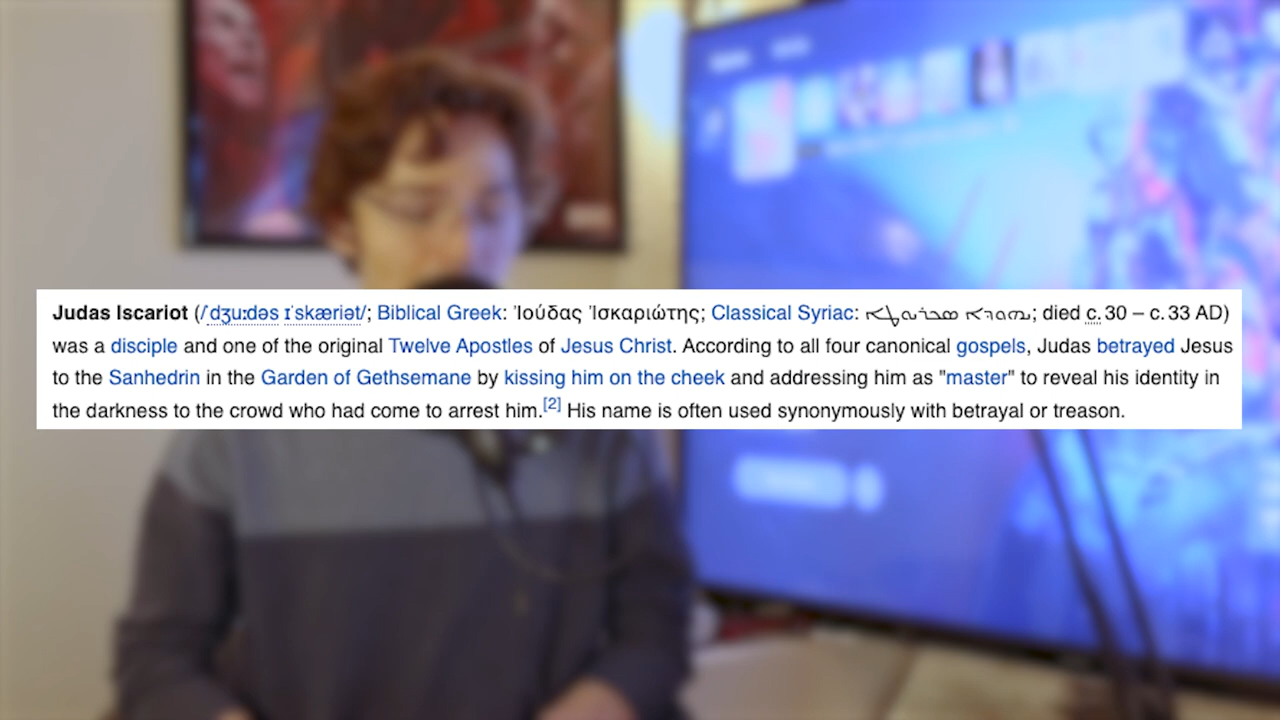 Judas Iscariot (/ˈdʒuːdəs ɪˈskæriət/; Biblical Greek: Ἰούδας Ἰσκαριώτης; Classical Syriac: ܝܗܘܕܐ ܣܟܪܝܘܛܐ; died c. 30 – c. 33 AD)
was a disciple and one of the original Twelve Apostles of Jesus Christ. According to all four canonical gospels, Judas betrayed Jesus
to the Sanhedrin in the Garden of Gethsemane by kissing him on the cheek and addressing him as "master" to reveal his identity in
the darkness to the crowd who had come to arrest him.[2] His name is often used synonymously with betrayal or treason.